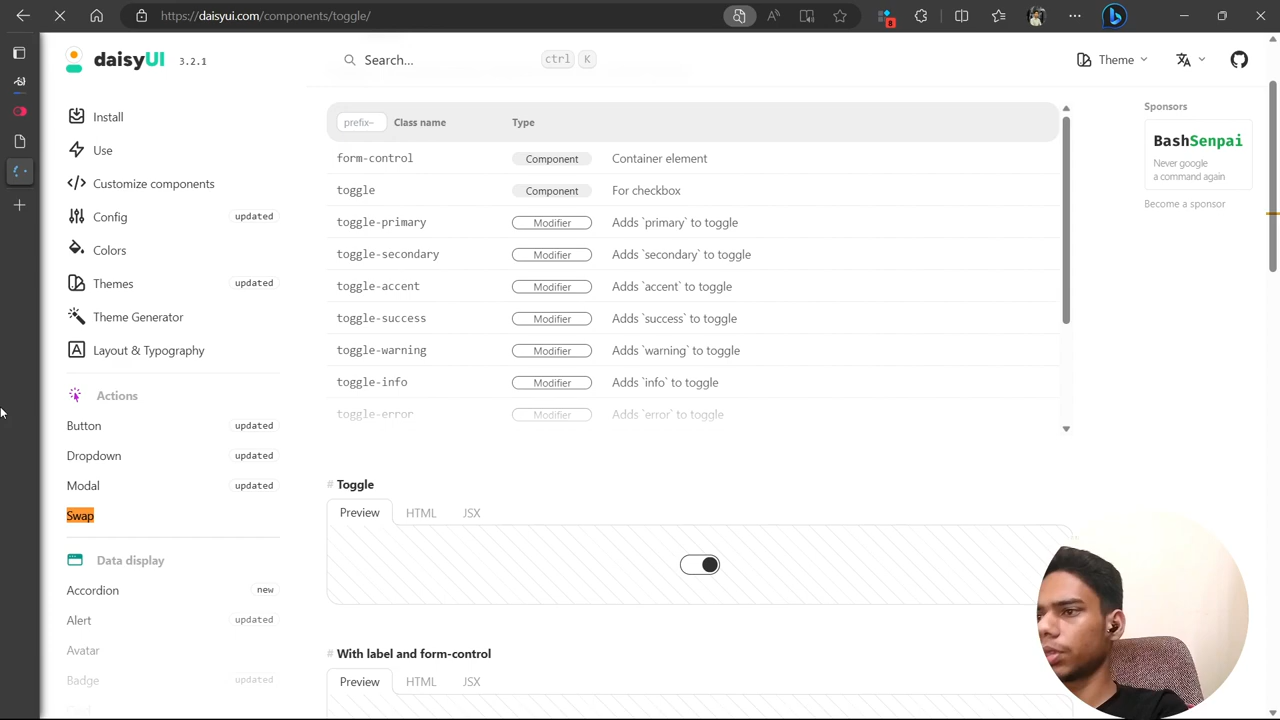 https://daisyui.com/components/toggle/
8
daisyUI 3.2.1
Search...
ctrl K
Theme
Install
Use
Customize components
Config updated
Colors
Themes updated
Theme Generator
Layout & Typography
Actions
Button updated
Dropdown updated
Modal updated
Swap
Data display
Accordion new
Alert updated
Avatar
Badge updated
prefix- Class name Type
form-control Component Container element
toggle Component For checkbox
toggle-primary Modifier Adds `primary` to toggle
toggle-secondary Modifier Adds `secondary` to toggle
toggle-accent Modifier Adds `accent` to toggle
toggle-success Modifier Adds `success` to toggle
toggle-warning Modifier Adds `warning` to toggle
toggle-info Modifier Adds `info` to toggle
toggle-error Modifier Adds `error` to toggle
# Toggle
Preview HTML JSX
# With label and form-control
Preview HTML JSX
Sponsors
BashSenpai
Never google
a command again
Become a sponsor